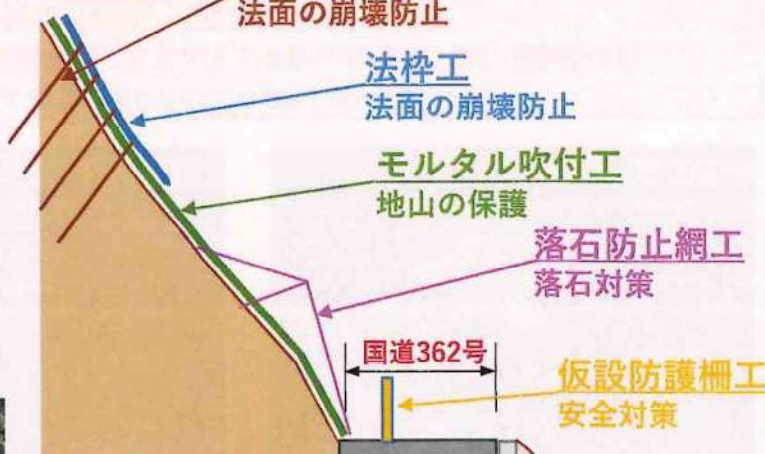 法面の崩壊防止
法枠工
法面の崩壊防止
モルタル吹付工
地山の保護
落石防止網工
落石対策
国道362号
仮設防護柵工
安全対策